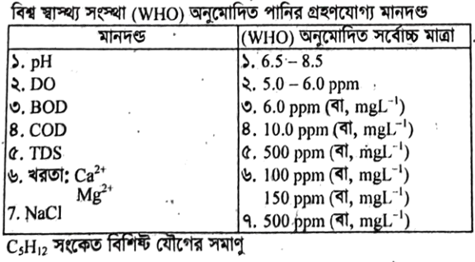 বিশ্ব স্বাস্থ্য সংস্থা (WHO) অনুমোদিত পানির গ্রহণযোগ্য মানদণ্ড
মানদণ্ড (WHO) অনুমোদিত সর্বোচ্চ মাত্রা
১. pH ১. 6.5 – 8.5
২. DO ২. 5.0 – 6.0 ppm
৩. BOD ৩. 6.0 ppm (বা, mgL⁻¹)
৪. COD ৪. 10.0 ppm (বা, mgL⁻¹)
৫. TDS ৫. 500 ppm (বা, mgL⁻¹)
৬. খরতা: Ca²⁺ ৬. 100 ppm (বা, mgL⁻¹)
Mg²⁺ 150 ppm (বা, mgL⁻¹)
7. NaCl ৭. 500 ppm (বা, mgL⁻¹)
C₅H₁₂ সংকেত বিশিষ্ট যৌগের সমাণু